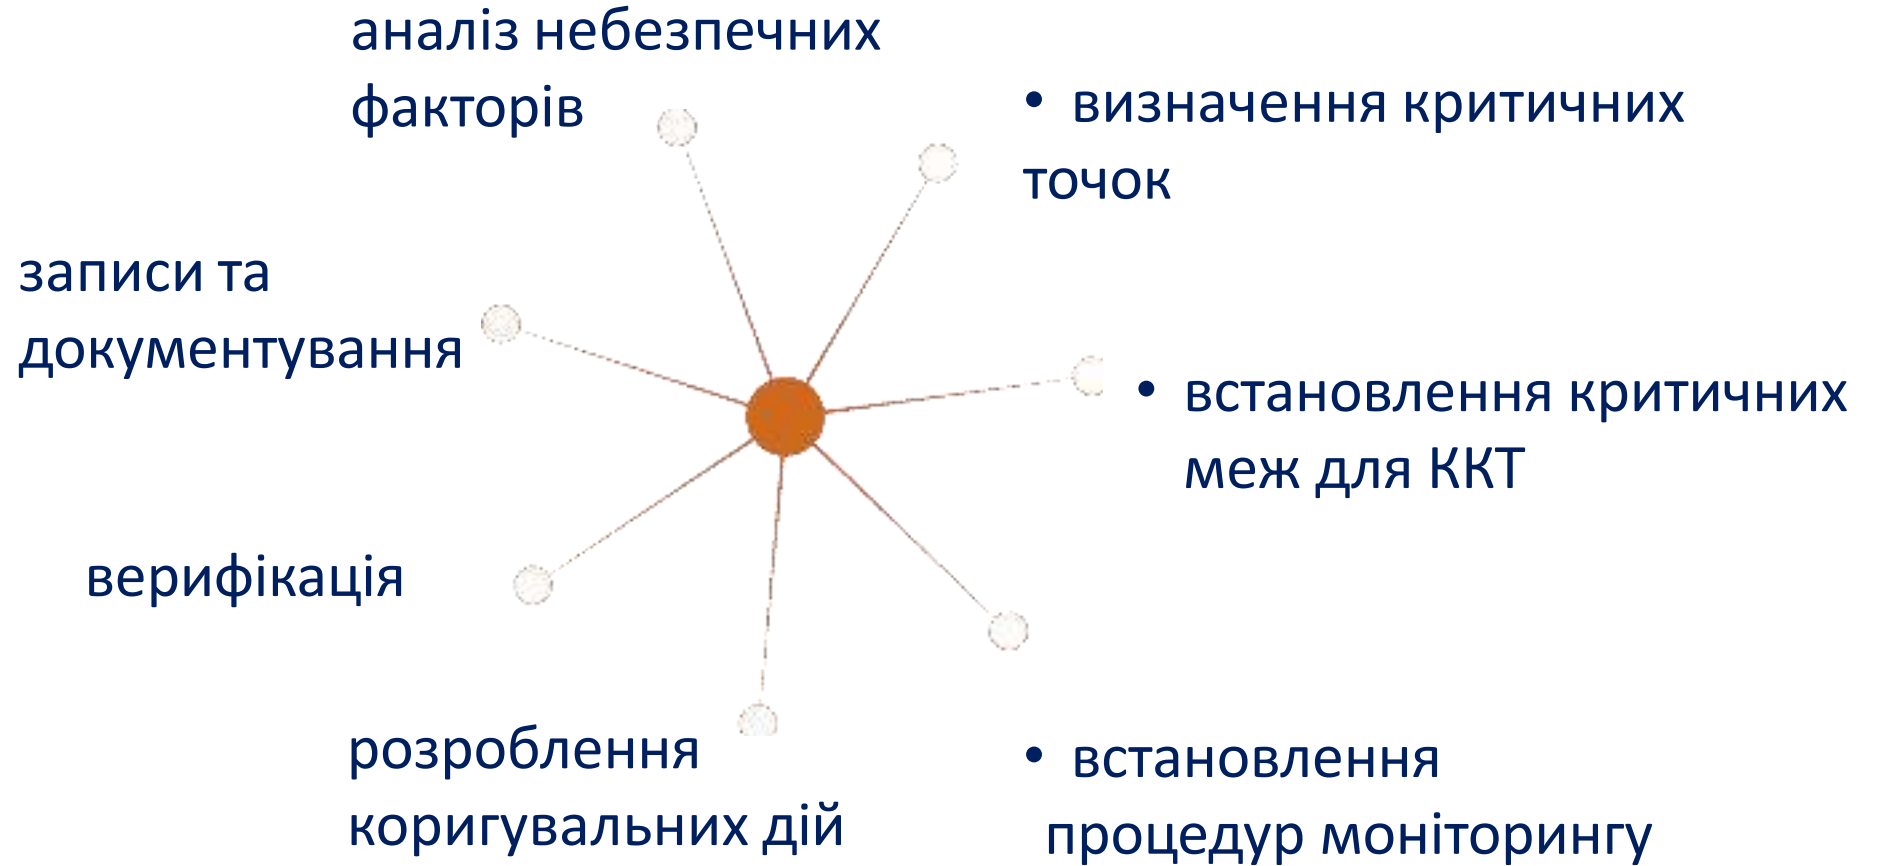 аналіз небезпечних
факторів
• визначення критичних
точок
записи та
документування
• встановлення критичних
меж для ККТ
верифікація
розроблення
коригувальних дій
• встановлення
процедур моніторингу